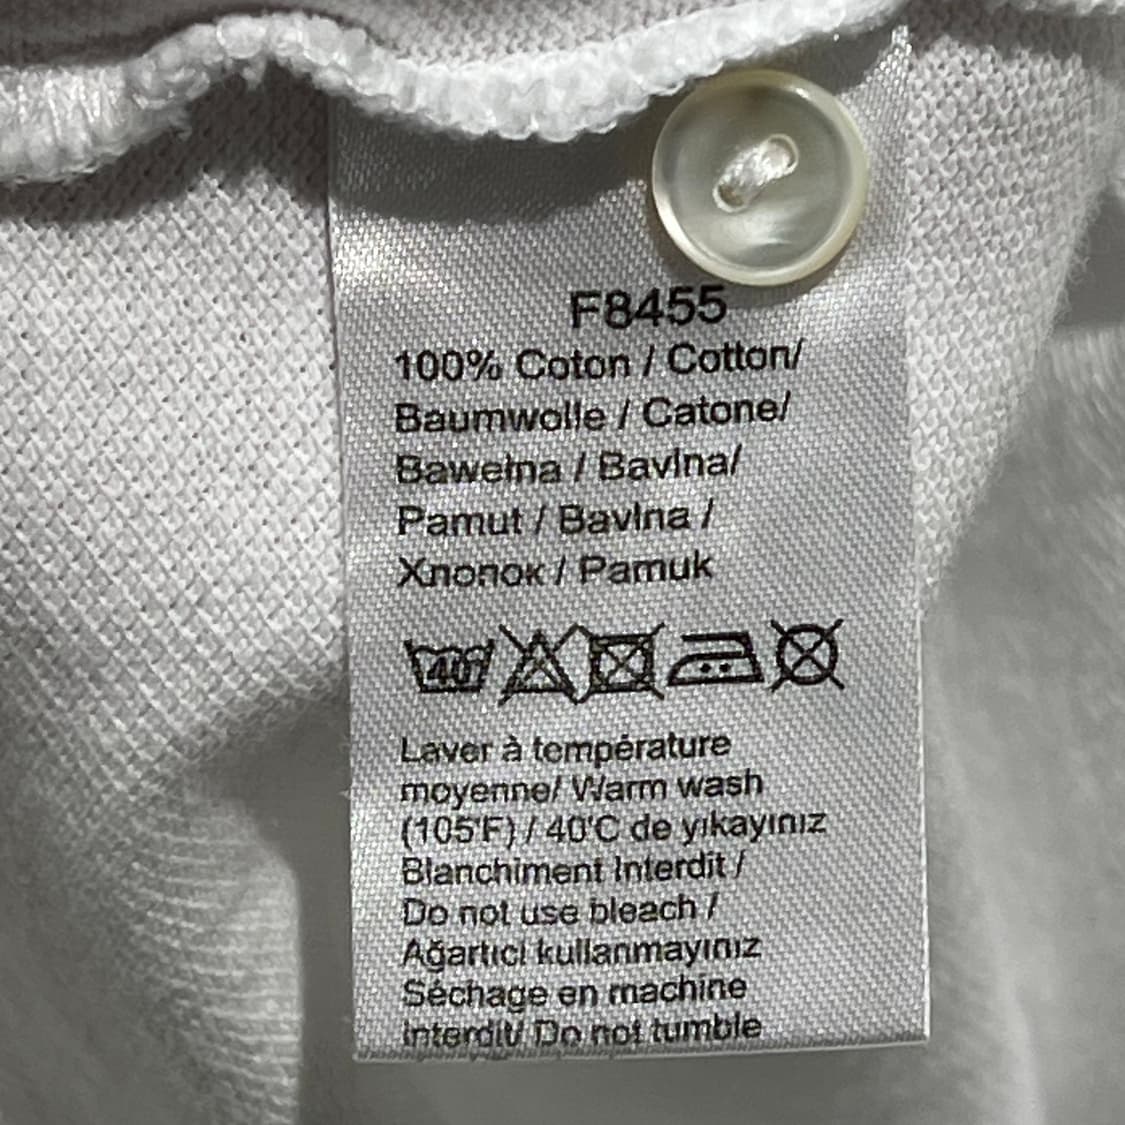 F8455
100% Coton / Cotton/
Baumwolle / Catone/
Bawełna / Bavlna/
Pamut / Bavlna /
Хлопок / Pamuk
40
Laver à température
moyenne/ Warm wash
(105°F) / 40°C de yıkayınız
Blanchiment Interdit /
Do not use bleach /
Ağartıcı kullanmayınız
Séchage en machine
interdit/ Do not tumble